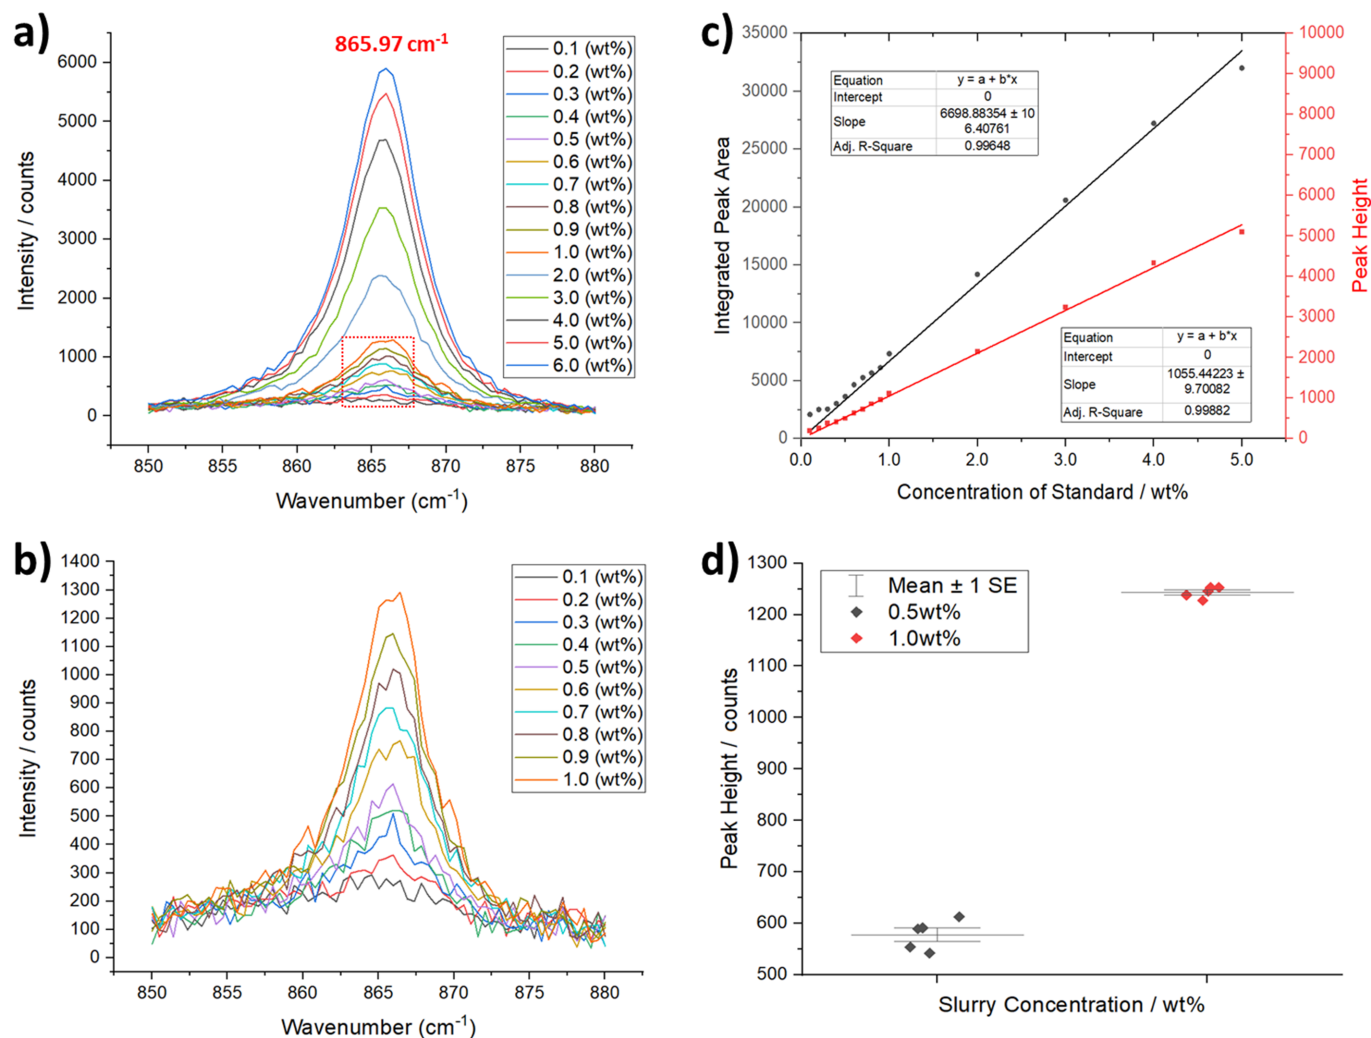 a)
865.97 cm-1
6000
5000
4000
3000
2000
1000
0
Intensity / counts
850
855
860
865
870
875
880
Wavenumber (cm-1)
0.1 (wt%)
0.2 (wt%)
0.3 (wt%)
0.4 (wt%)
0.5 (wt%)
0.6 (wt%)
0.7 (wt%)
0.8 (wt%)
0.9 (wt%)
1.0 (wt%)
2.0 (wt%)
3.0 (wt%)
4.0 (wt%)
5.0 (wt%)
6.0 (wt%)
c)
35000
30000
25000
20000
15000
10000
5000
0
Integrated Peak Area
Equation y = a + b*x
Intercept 0
Slope 6698.88354 ± 10
6.40761
Adj. R-Square 0.99648
Equation y = a + b*x
Intercept 0
Slope 1055.44223 ±
9.70082
Adj. R-Square 0.99882
10000
9000
8000
7000
6000
5000
4000
3000
2000
1000
0
Peak Height
0.0
1.0
2.0
3.0
4.0
5.0
Concentration of Standard / wt%
b)
1400
1300
1200
1100
1000
900
800
700
600
500
400
300
200
100
0
Intensity / counts
850
855
860
865
870
875
880
Wavenumber (cm-1)
0.1 (wt%)
0.2 (wt%)
0.3 (wt%)
0.4 (wt%)
0.5 (wt%)
0.6 (wt%)
0.7 (wt%)
0.8 (wt%)
0.9 (wt%)
1.0 (wt%)
d)
1300
1200
1100
1000
900
800
700
600
500
Peak Height / counts
Mean ± 1 SE
0.5wt%
1.0wt%
Slurry Concentration / wt%